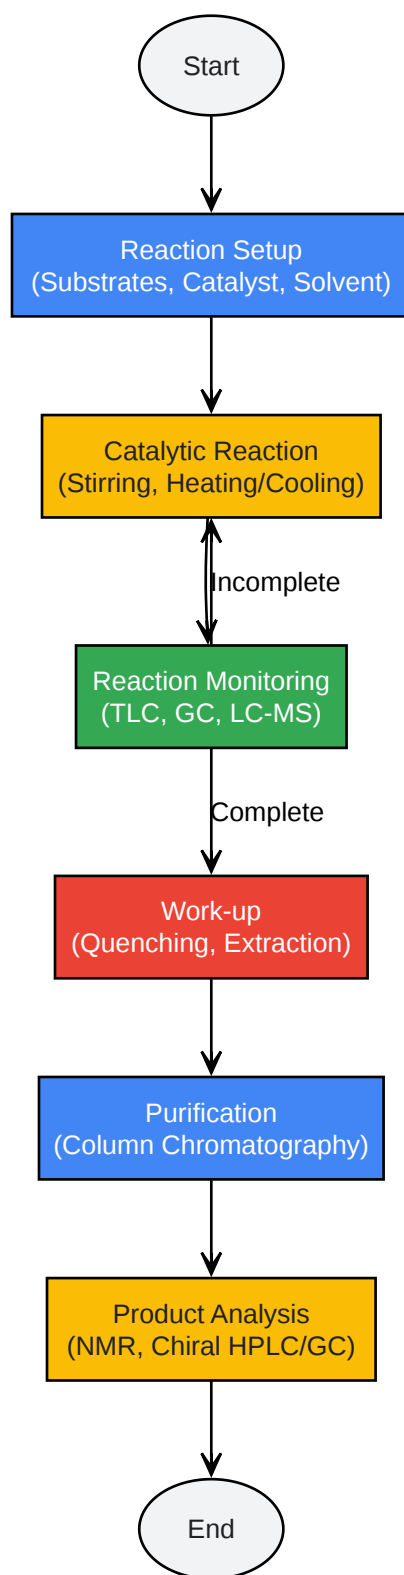 Start
Reaction Setup
(Substrates, Catalyst, Solvent)
Catalytic Reaction
(Stirring, Heating/Cooling)
Incomplete
Reaction Monitoring
(TLC, GC, LC-MS)
Complete
Work-up
(Quenching, Extraction)
Purification
(Column Chromatography)
Product Analysis
(NMR, Chiral HPLC/GC)
End